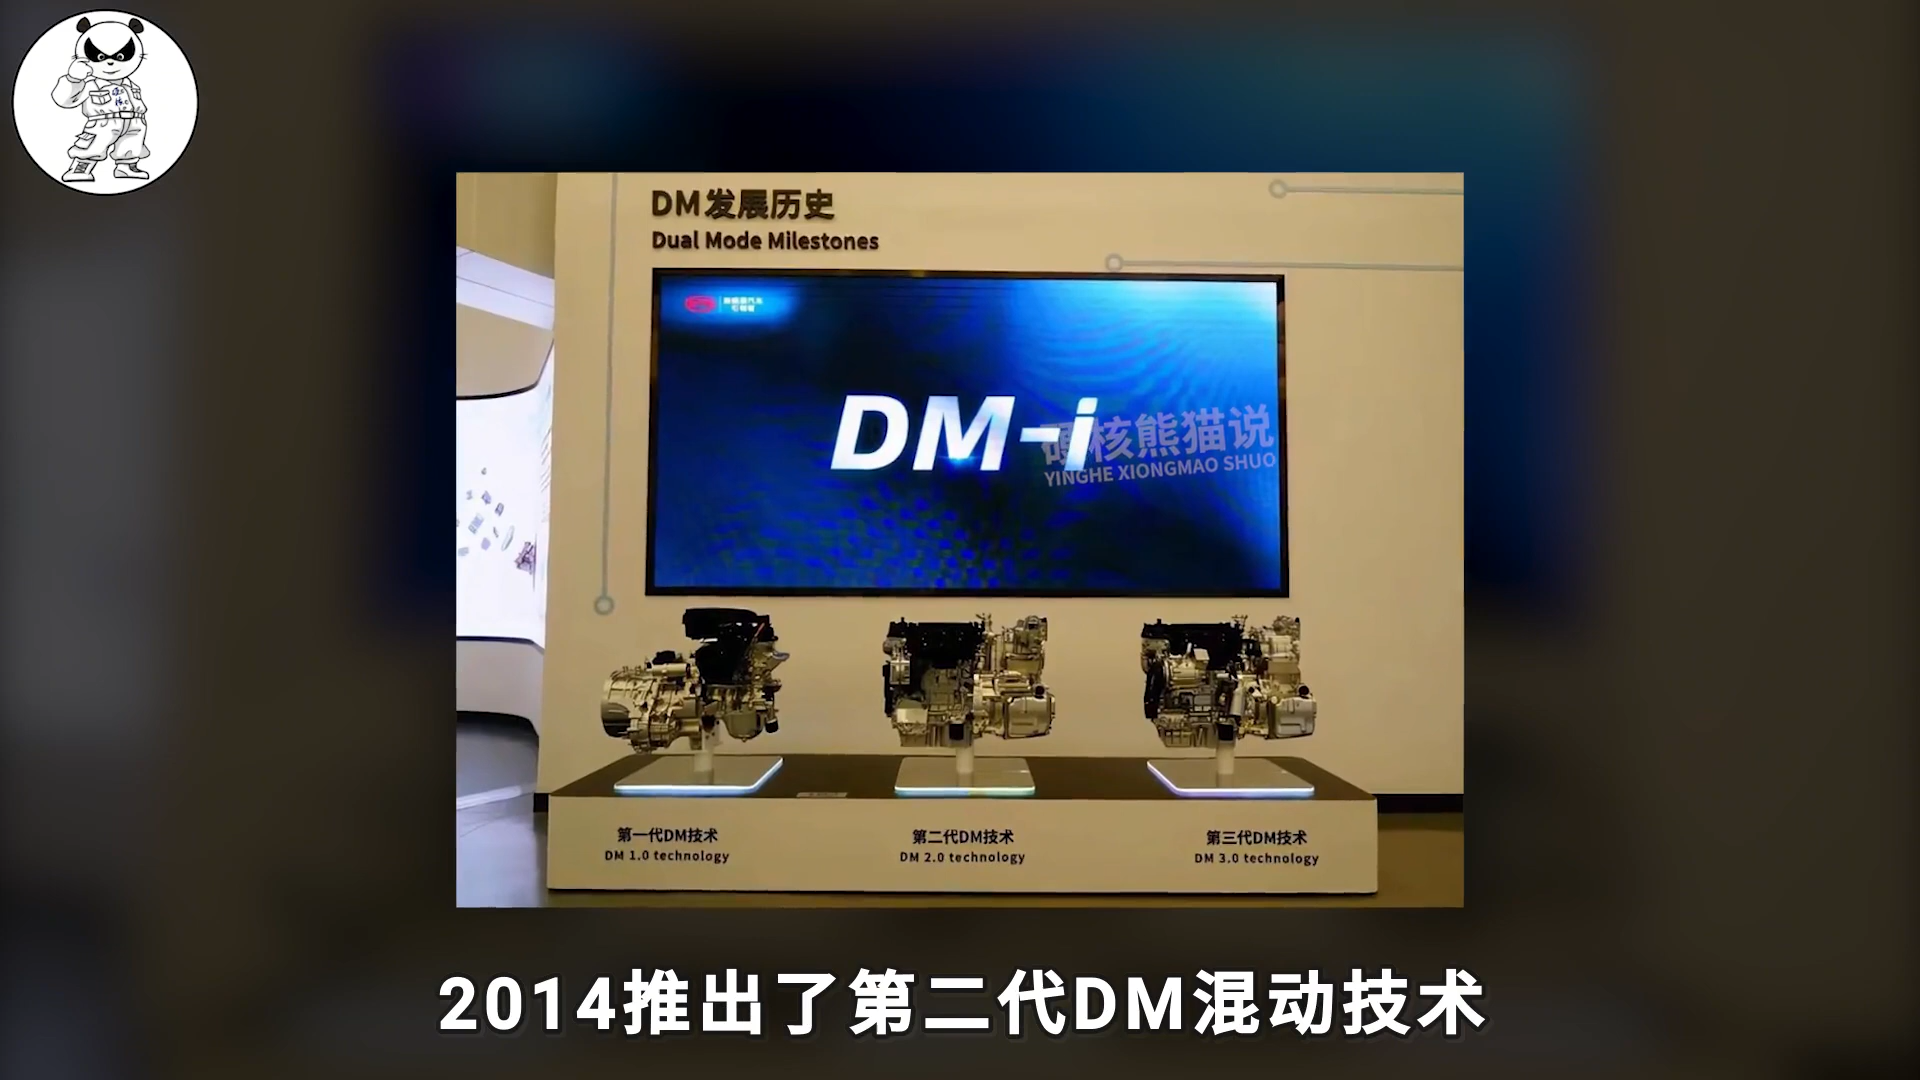 DM发展历史
Dual Mode Milestones
DM-i
硬核熊猫说
YINGHE XIONGMAO SHUO
第一代DM技术
DM 1.0 technology
第二代DM技术
DM 2.0 technology
第三代DM技术
DM 3.0 technology
2014推出了第二代DM混动技术